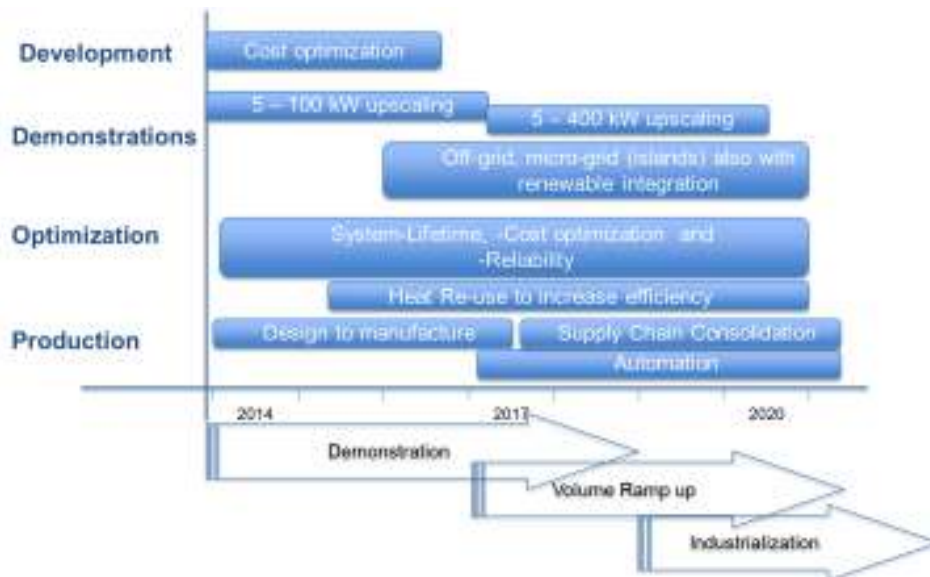 Development
Cost optimization
5 – 100 kW upscaling
5 – 400 kW upscaling
Demonstrations
Off-grid, micro-grid (islands) also with
renewable integration
Optimization
System-Lifetime, -Cost optimization and
-Reliability
Heat Re-use to increase efficiency
Production
Design to manufacture
Supply Chain Consolidation
Automation
2014
2017
2020
Demonstration
Volume Ramp up
Industrialization